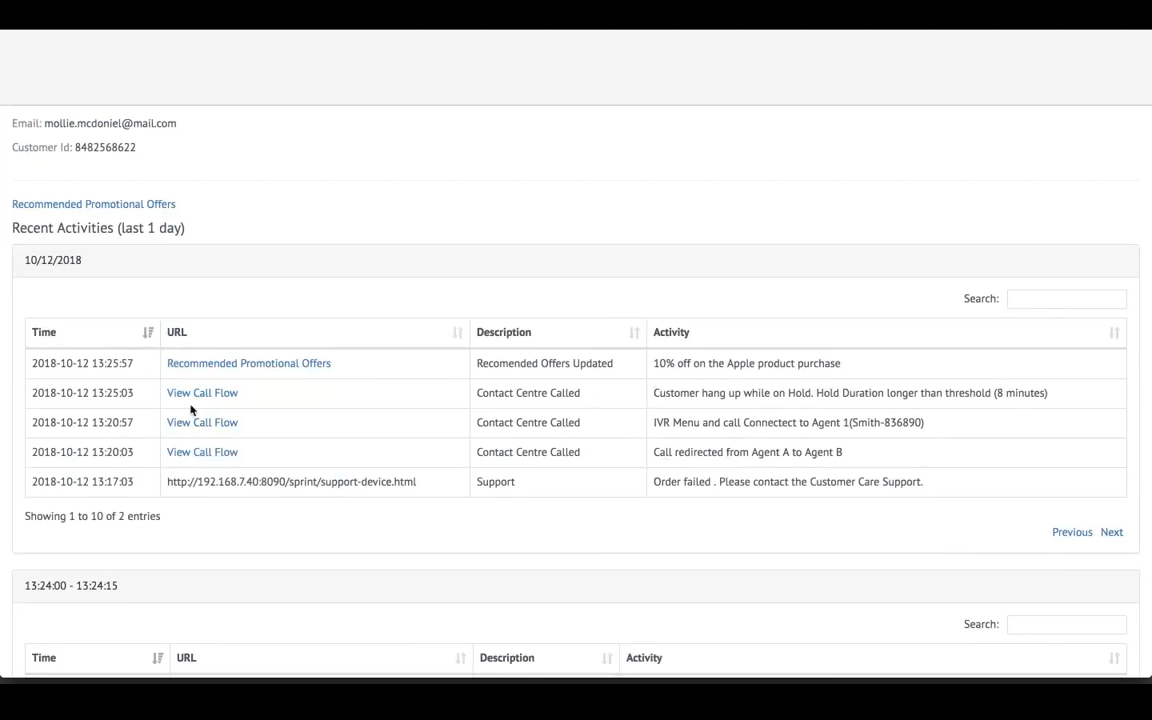 Email: mollie.mcdoniel@mail.com
Customer Id: 8482568622
Recommended Promotional Offers
Recent Activities (last 1 day)
10/12/2018
Search:
Time URL Description Activity
2018-10-12 13:25:57 Recommended Promotional Offers Recomended Offers Updated 10% off on the Apple product purchase
2018-10-12 13:25:03 View Call Flow Contact Centre Called Customer hang up while on Hold. Hold Duration longer than threshold (8 minutes)
2018-10-12 13:20:57 View Call Flow Contact Centre Called IVR Menu and call Connectect to Agent 1(Smith-836890)
2018-10-12 13:20:03 View Call Flow Contact Centre Called Call redirected from Agent A to Agent B
2018-10-12 13:17:03 http://192.168.7.40:8090/sprint/support-device.html Support Order failed . Please contact the Customer Care Support.
Showing 1 to 10 of 2 entries
Previous Next
13:24:00 - 13:24:15
Search:
Time URL Description Activity